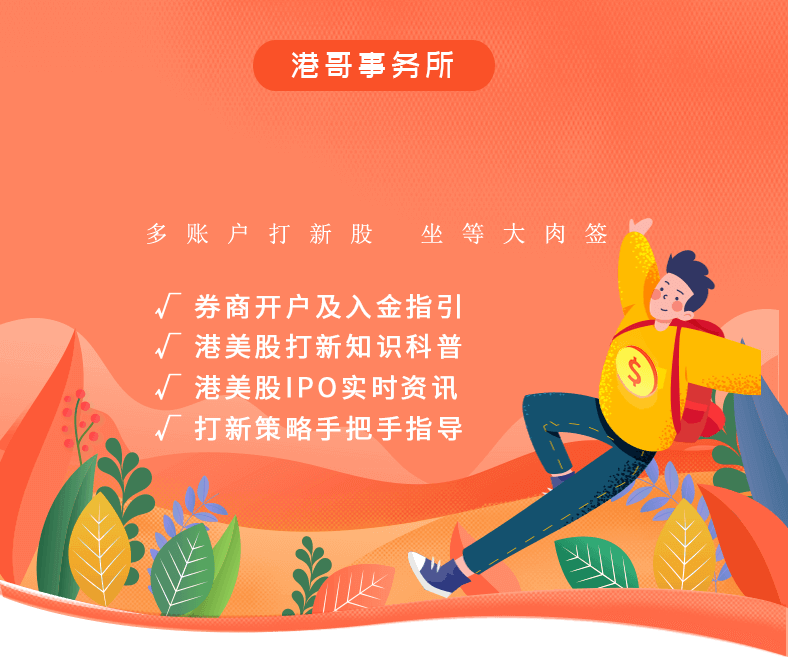 港哥事务所
多账户打新股 坐等大肉签
√ 券商开户及入金指引
√ 港美股打新知识科普
√ 港美股IPO实时资讯
√ 打新策略手把手指导
$